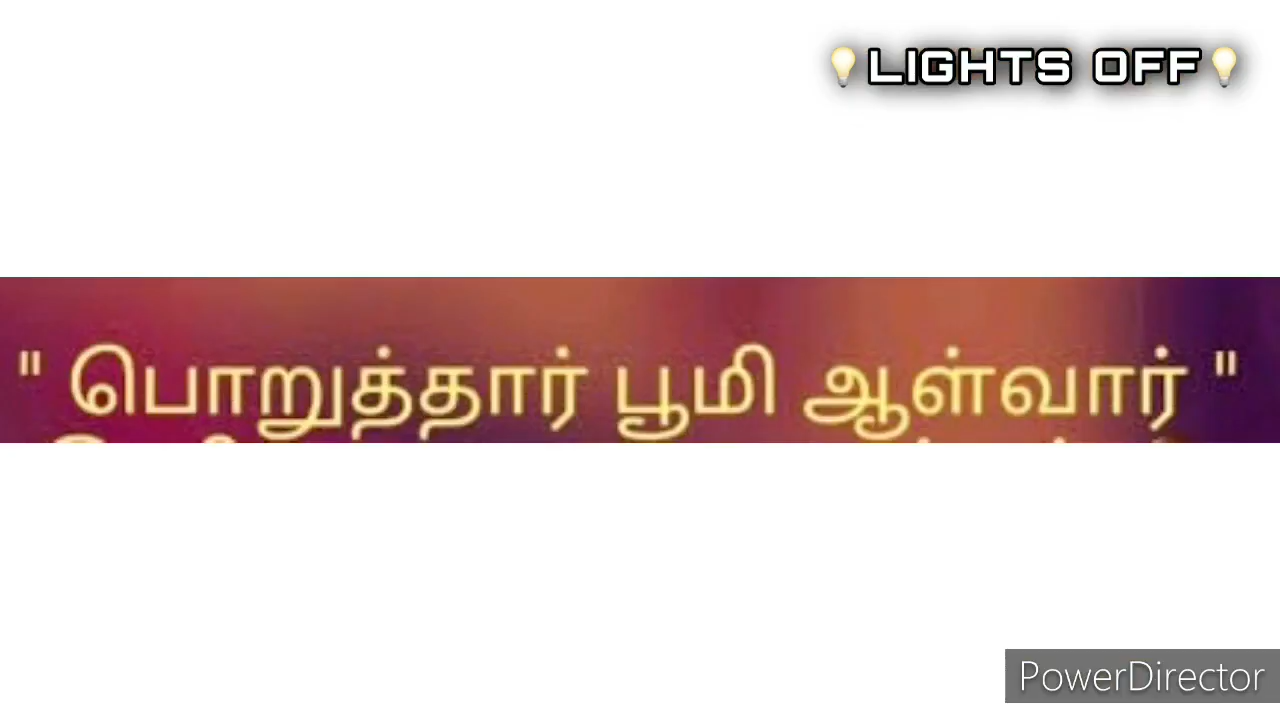 💡LIGHTS OFF💡
" பொறுத்தார் பூமி ஆள்வார் "
PowerDirector